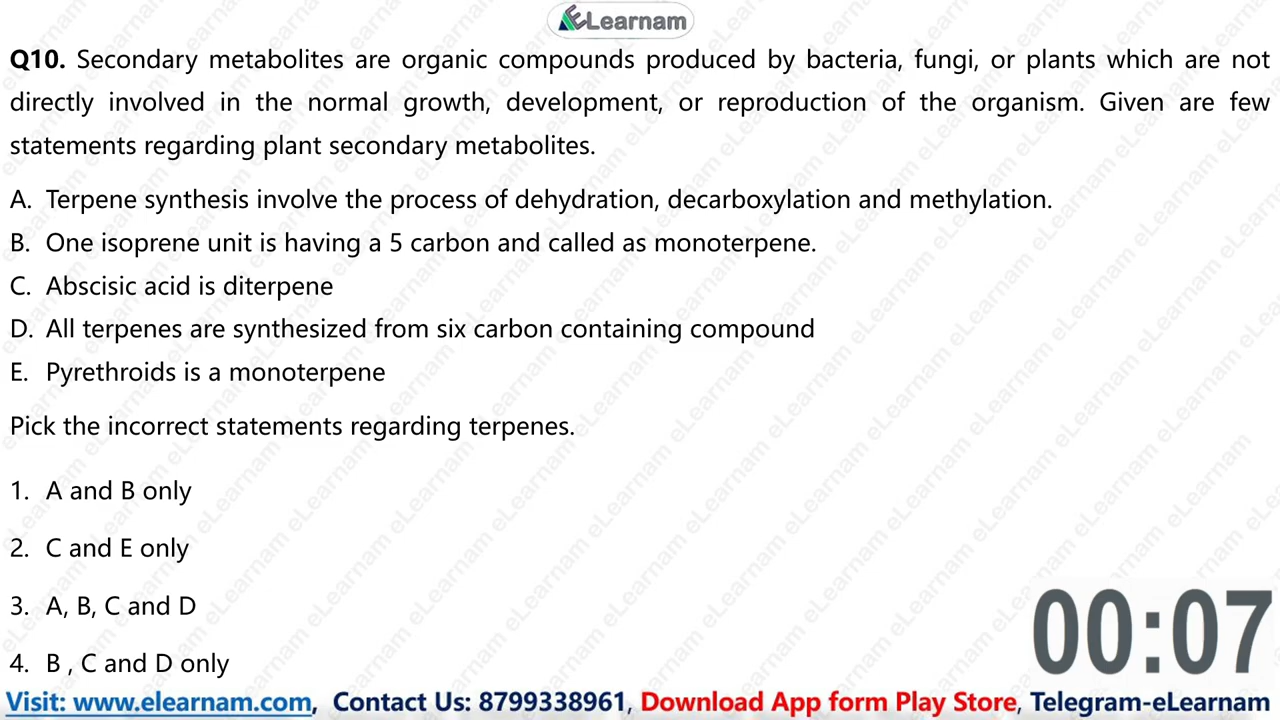 ELearnam
Q10. Secondary metabolites are organic compounds produced by bacteria, fungi, or plants which are not
directly involved in the normal growth, development, or reproduction of the organism. Given are few
statements regarding plant secondary metabolites.
A. Terpene synthesis involve the process of dehydration, decarboxylation and methylation.
B. One isoprene unit is having a 5 carbon and called as monoterpene.
C. Abscisic acid is diterpene
D. All terpenes are synthesized from six carbon containing compound
E. Pyrethroids is a monoterpene
Pick the incorrect statements regarding terpenes.
1. A and B only
2. C and E only
3. A, B, C and D
4. B , C and D only
00:07
Visit: www.elearnam.com, Contact Us: 8799338961, Download App form Play Store, Telegram-eLearnam